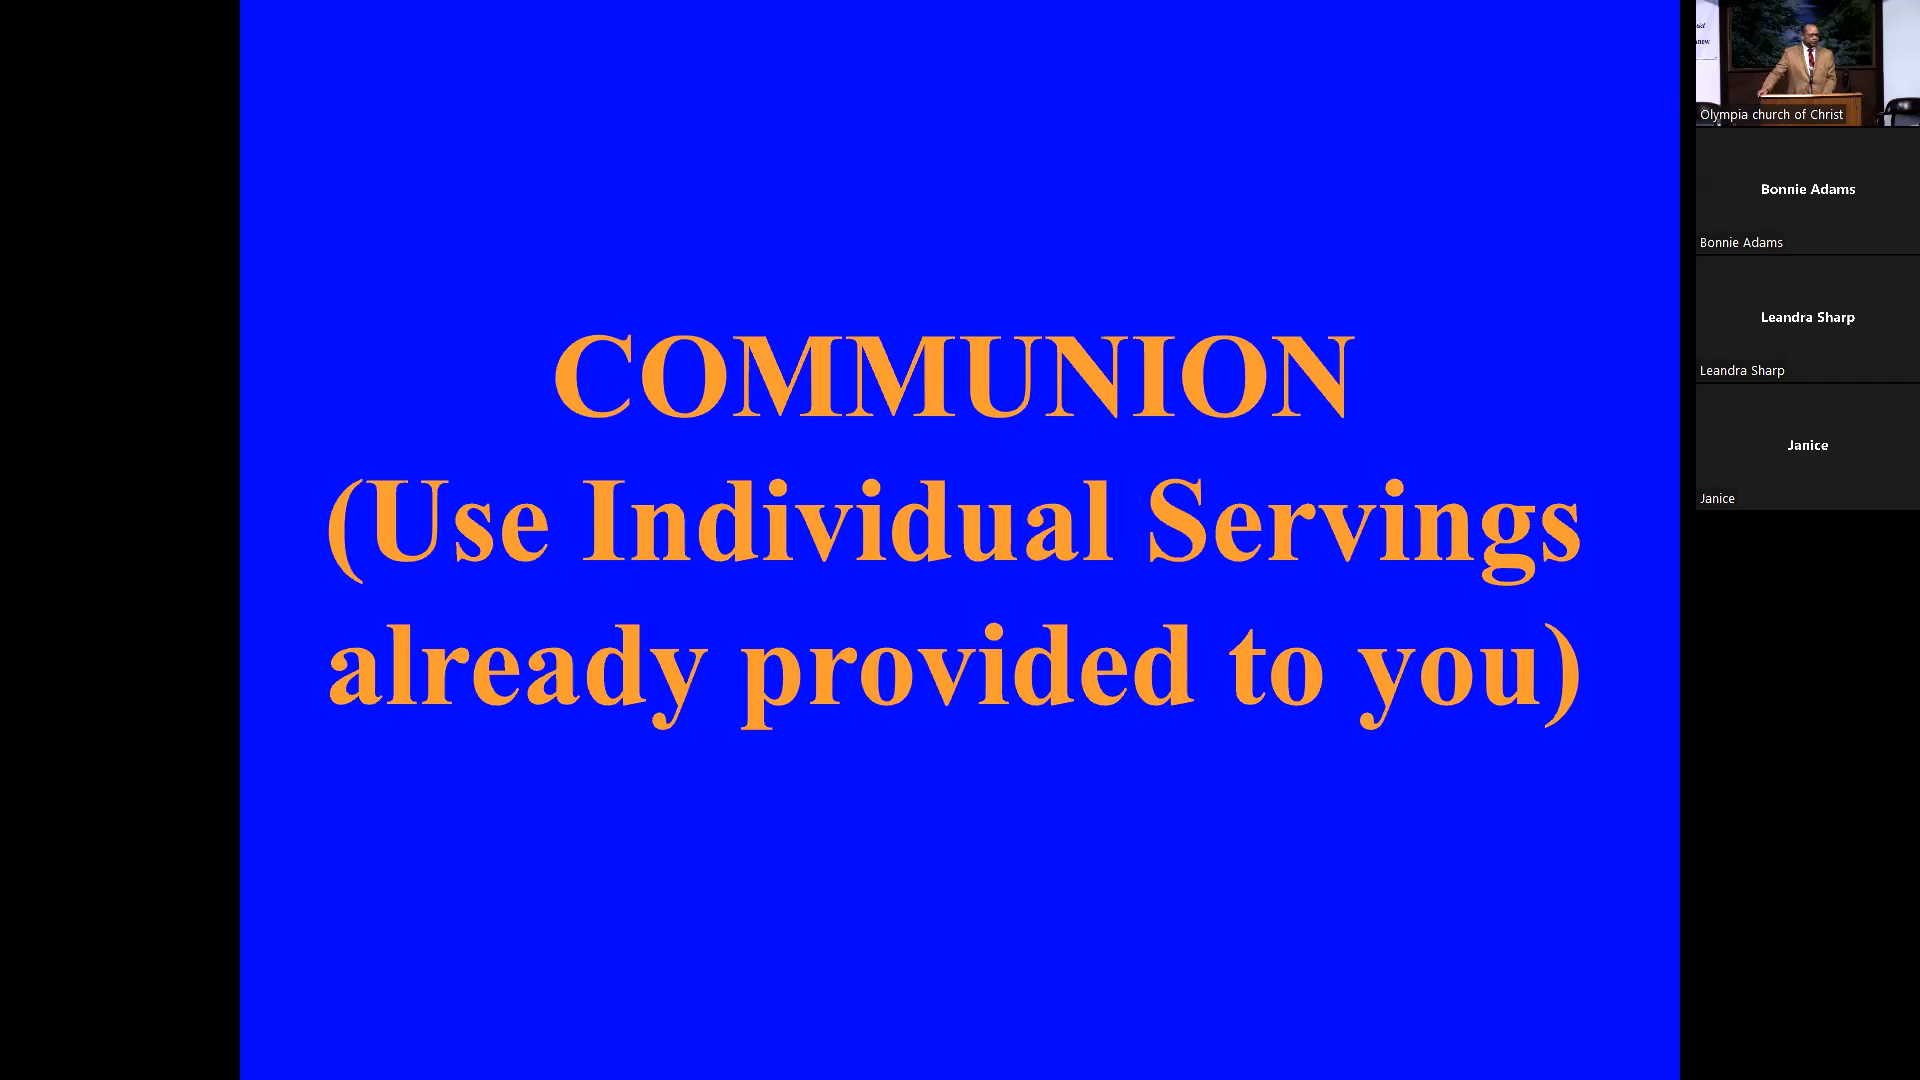 COMMUNION
(Use Individual Servings
already provided to you)
Olympia church of Christ
Bonnie Adams
Bonnie Adams
Leandra Sharp
Leandra Sharp
Janice
Janice